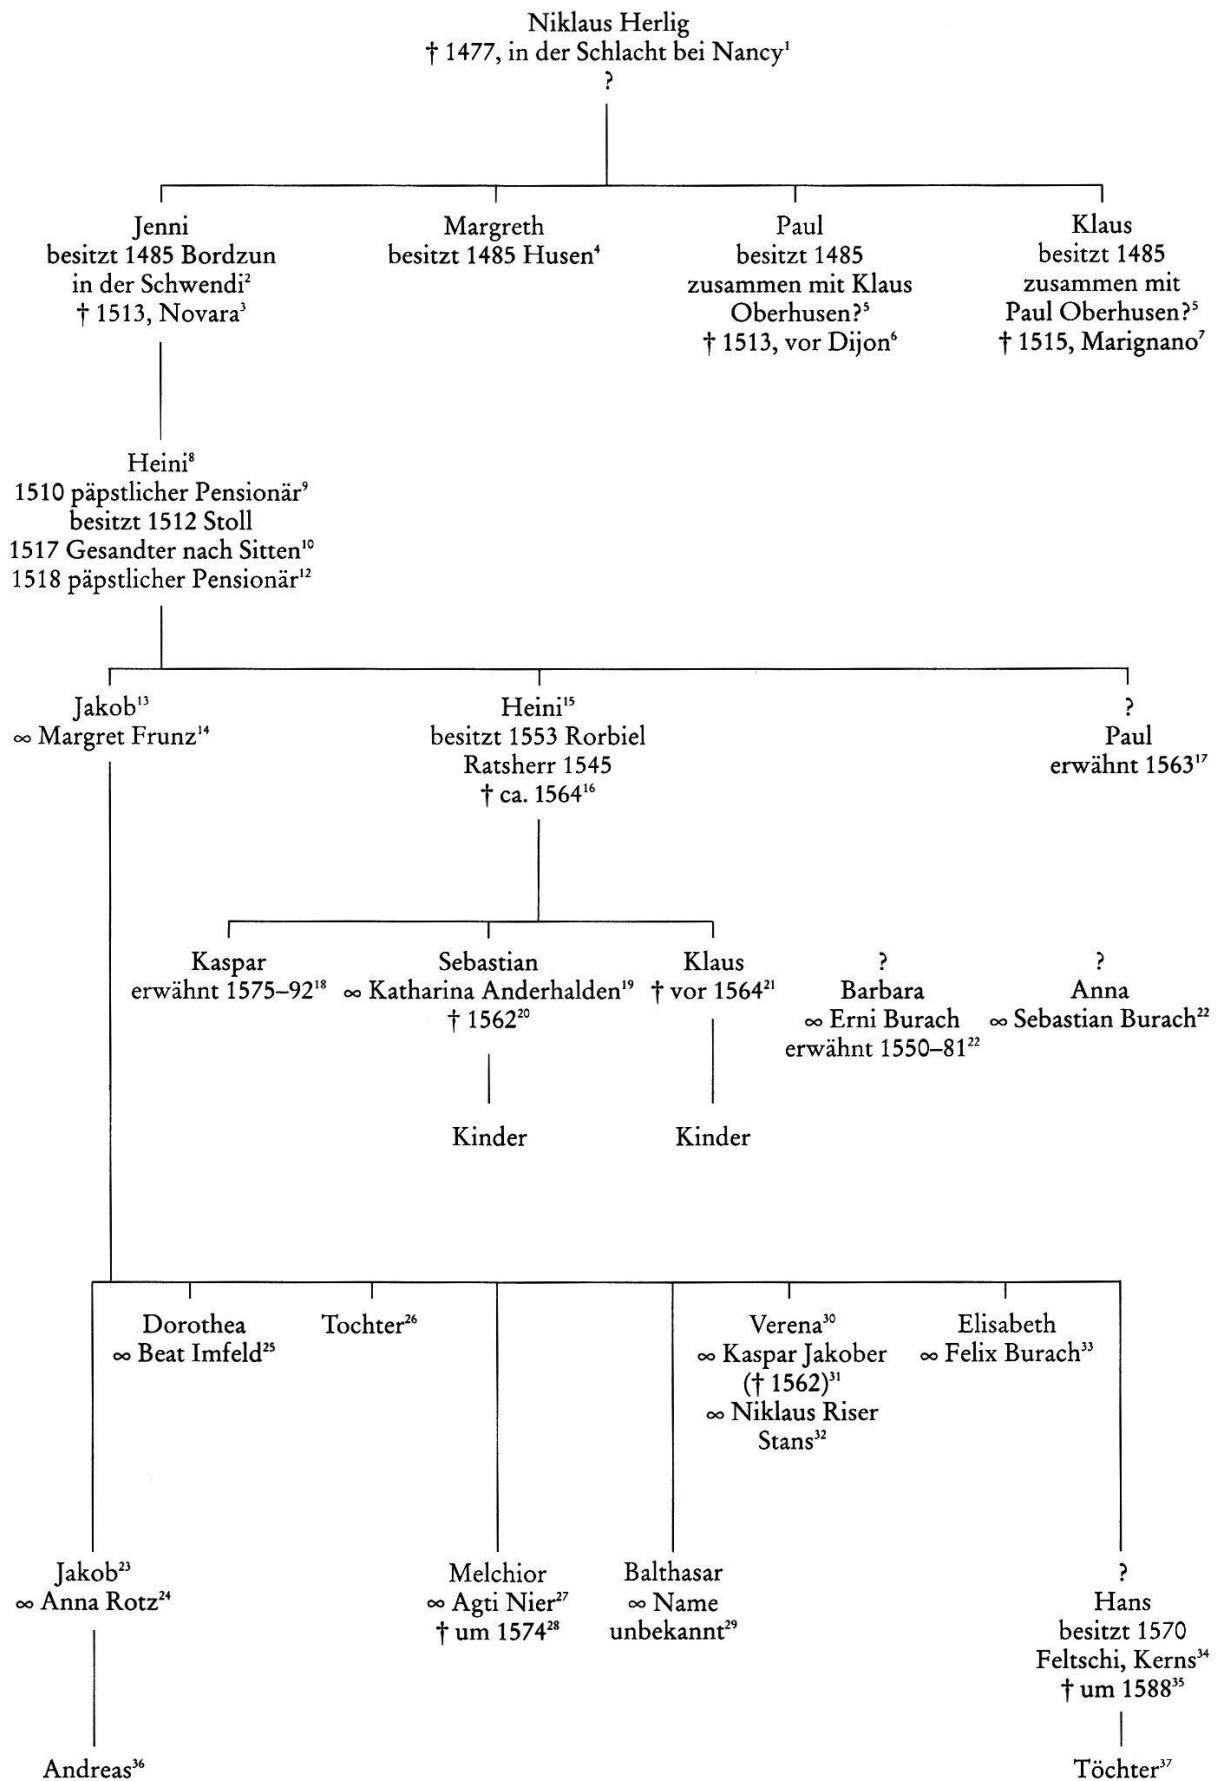 Niklaus Herlig
† 1477, in der Schlacht bei Nancy¹
?
Jenni
besitzt 1485 Bordzun
in der Schwendi²
† 1513, Novara³
Margreth
besitzt 1485 Husen⁴
Paul
besitzt 1485
zusammen mit Klaus
Oberhusen?⁵
† 1513, vor Dijon⁶
Klaus
besitzt 1485
zusammen mit
Paul Oberhusen?⁵
† 1515, Marignano⁷
Heini⁸
1510 päpstlicher Pensionär⁹
besitzt 1512 Stoll
1517 Gesandter nach Sitten¹⁰
1518 päpstlicher Pensionär¹²
Jakob¹³
∞ Margret Frunz¹⁴
Heini¹⁵
besitzt 1553 Rorbiel
Ratsherr 1545
† ca. 1564¹⁶
?
Paul
erwähnt 1563¹⁷
Kaspar
erwähnt 1575–92¹⁸
Sebastian
∞ Katharina Anderhalden¹⁹
† 1562²⁰
Klaus
† vor 1564²¹
?
Barbara
∞ Erni Burach
erwähnt 1550–81²²
?
Anna
∞ Sebastian Burach²²
Kinder
Kinder
Dorothea
∞ Beat Imfeld²⁵
Tochter²⁶
Verena³⁰
∞ Kaspar Jakober
(† 1562)³¹
∞ Niklaus Riser
Stans³²
Elisabeth
∞ Felix Burach³³
Jakob²³
∞ Anna Rotz²⁴
Melchior
∞ Agti Nier²⁷
† um 1574²⁸
Balthasar
∞ Name
unbekannt²⁹
?
Hans
besitzt 1570
Feltschi, Kerns³⁴
† um 1588³⁵
Andreas³⁶
Töchter³⁷